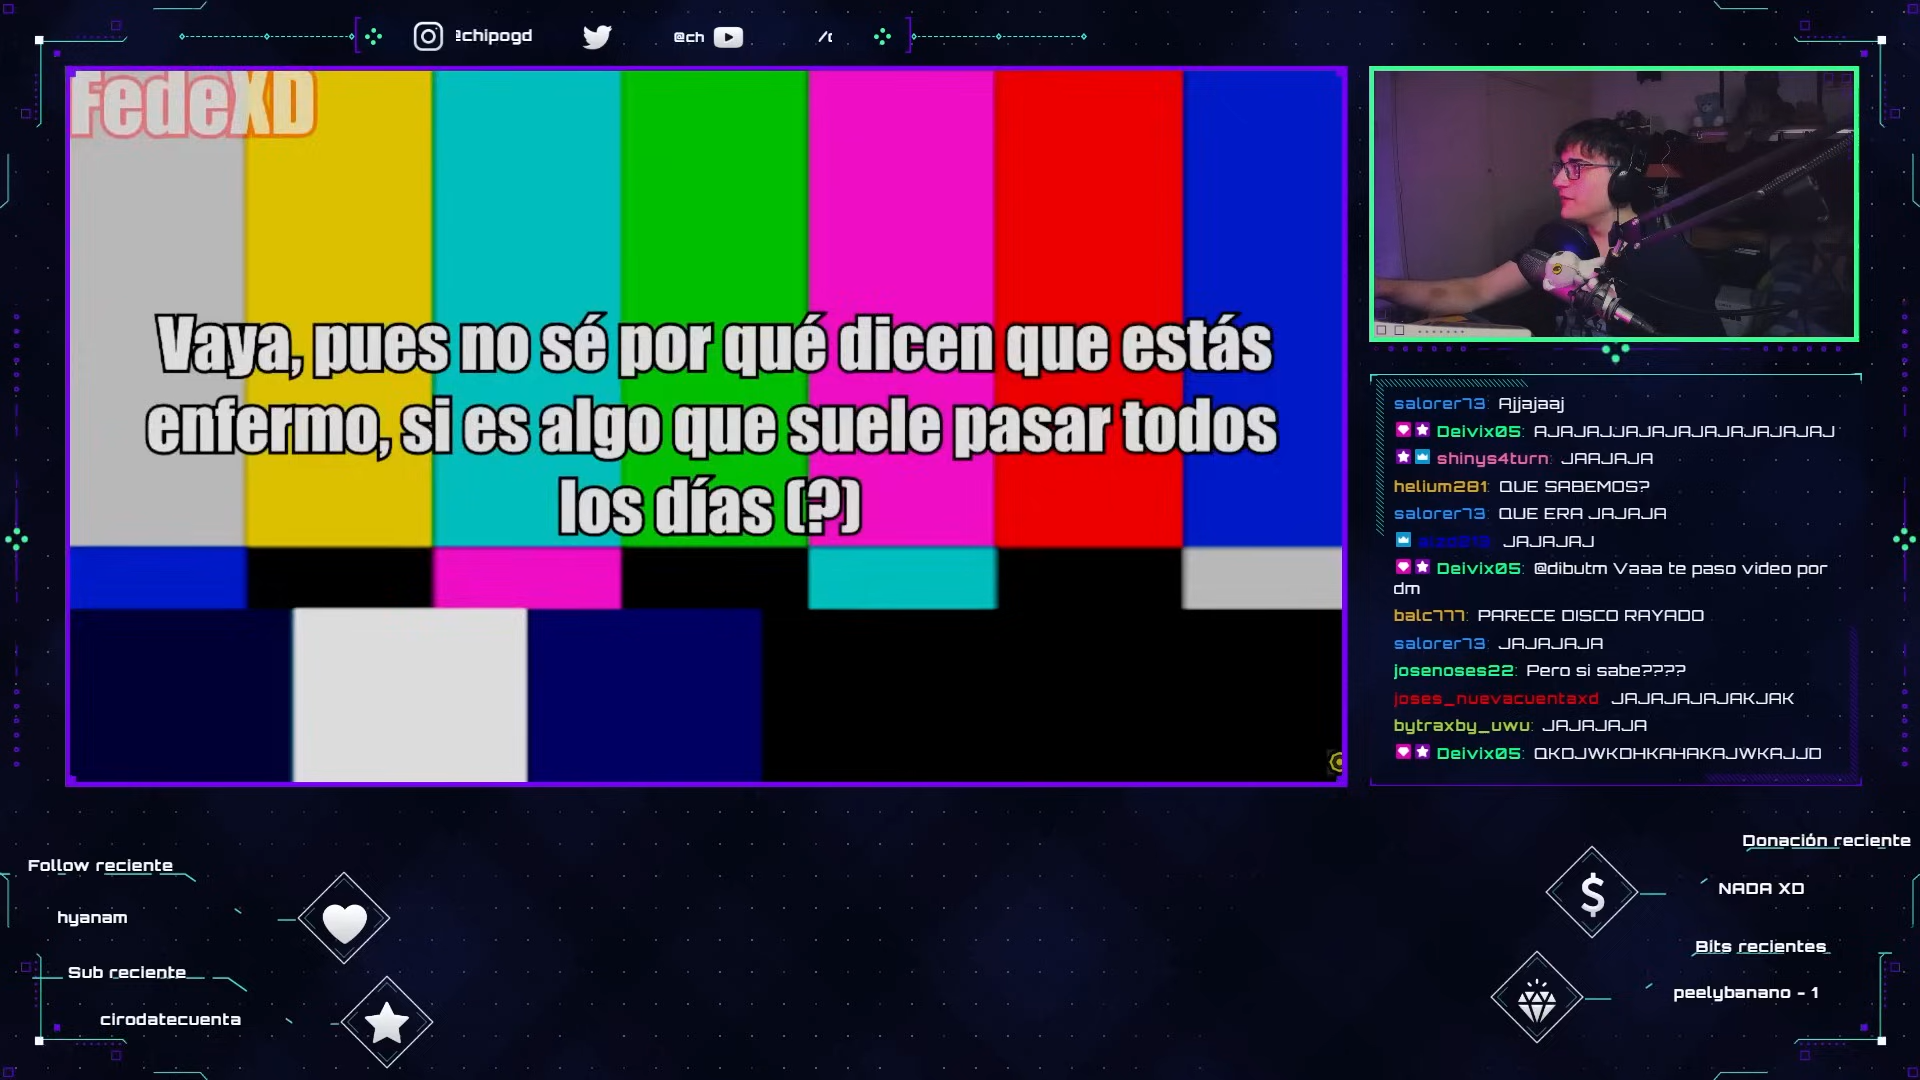 @chipogd
@ch
FedeXD
Vaya, pues no sé por qué dicen que estás
enfermo, si es algo que suele pasar todos
los días (?)
salorer73: Ajjajaaj
Deivix05: AJAJAJJAJAJAJAJAJAJAJAJ
shinys4turn: JAAJAJA
helium281: QUE SABEMOS?
salorer73: QUE ERA JAJAJA
JAJAJAJ
Deivix05: @dibutm Vaaa te paso video por
dm
balc777: PARECE DISCO RAYADO
salorer73: JAJAJAJA
josenoses22: Pero si sabe????
joses_nuevacuentaxd JAJAJAJAJAKJAK
bytraxby_uwu: JAJAJAJA
Deivix05: QKDJWKDHKAHAKAJWKAJJD
Follow reciente
hyanam
Sub reciente
cirodatecuenta
Donación reciente
NADA XD
Bits recientes
peelybanano - 1